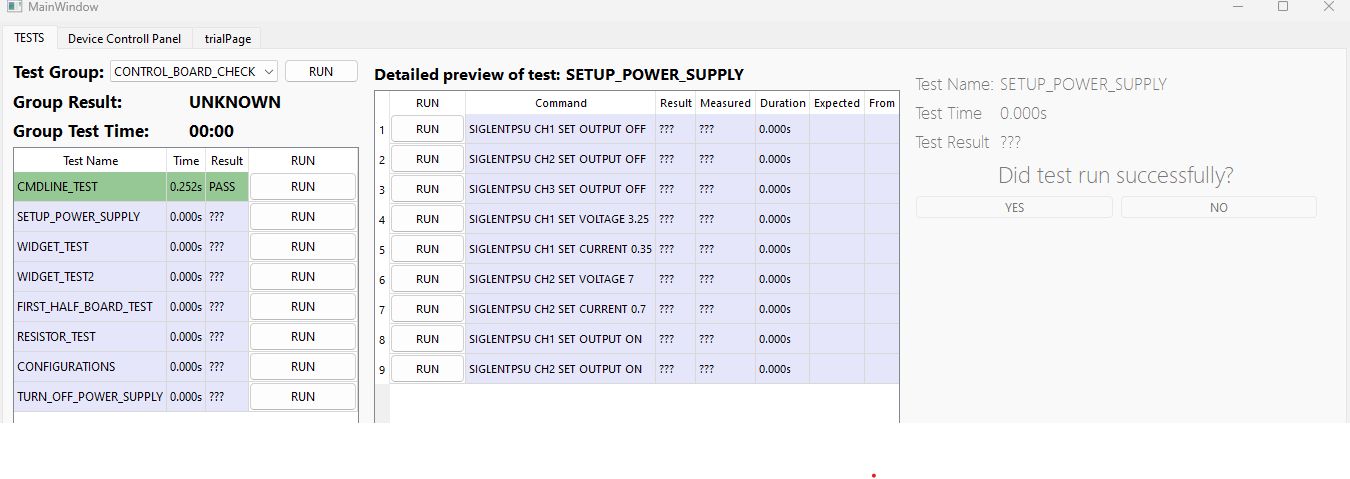 MainWindow
TESTS Device Controll Panel trialPage
Test Group: CONTROL_BOARD_CHECK RUN
Group Result: UNKNOWN
Group Test Time: 00:00
Test Name Time Result RUN
CMDLINE_TEST 0.252s PASS RUN
SETUP_POWER_SUPPLY 0.000s ??? RUN
WIDGET_TEST 0.000s ??? RUN
WIDGET_TEST2 0.000s ??? RUN
FIRST_HALF_BOARD_TEST 0.000s ??? RUN
RESISTOR_TEST 0.000s ??? RUN
CONFIGURATIONS 0.000s ??? RUN
TURN_OFF_POWER_SUPPLY 0.000s ??? RUN
Detailed preview of test: SETUP_POWER_SUPPLY
RUN Command Result Measured Duration Expected From
1 RUN SIGLENTPSU CH1 SET OUTPUT OFF ??? ??? 0.000s
2 RUN SIGLENTPSU CH2 SET OUTPUT OFF ??? ??? 0.000s
3 RUN SIGLENTPSU CH3 SET OUTPUT OFF ??? ??? 0.000s
4 RUN SIGLENTPSU CH1 SET VOLTAGE 3.25 ??? ??? 0.000s
5 RUN SIGLENTPSU CH1 SET CURRENT 0.35 ??? ??? 0.000s
6 RUN SIGLENTPSU CH2 SET VOLTAGE 7 ??? ??? 0.000s
7 RUN SIGLENTPSU CH2 SET CURRENT 0.7 ??? ??? 0.000s
8 RUN SIGLENTPSU CH1 SET OUTPUT ON ??? ??? 0.000s
9 RUN SIGLENTPSU CH2 SET OUTPUT ON ??? ??? 0.000s
Test Name: SETUP_POWER_SUPPLY
Test Time 0.000s
Test Result ???
Did test run successfully?
YES NO